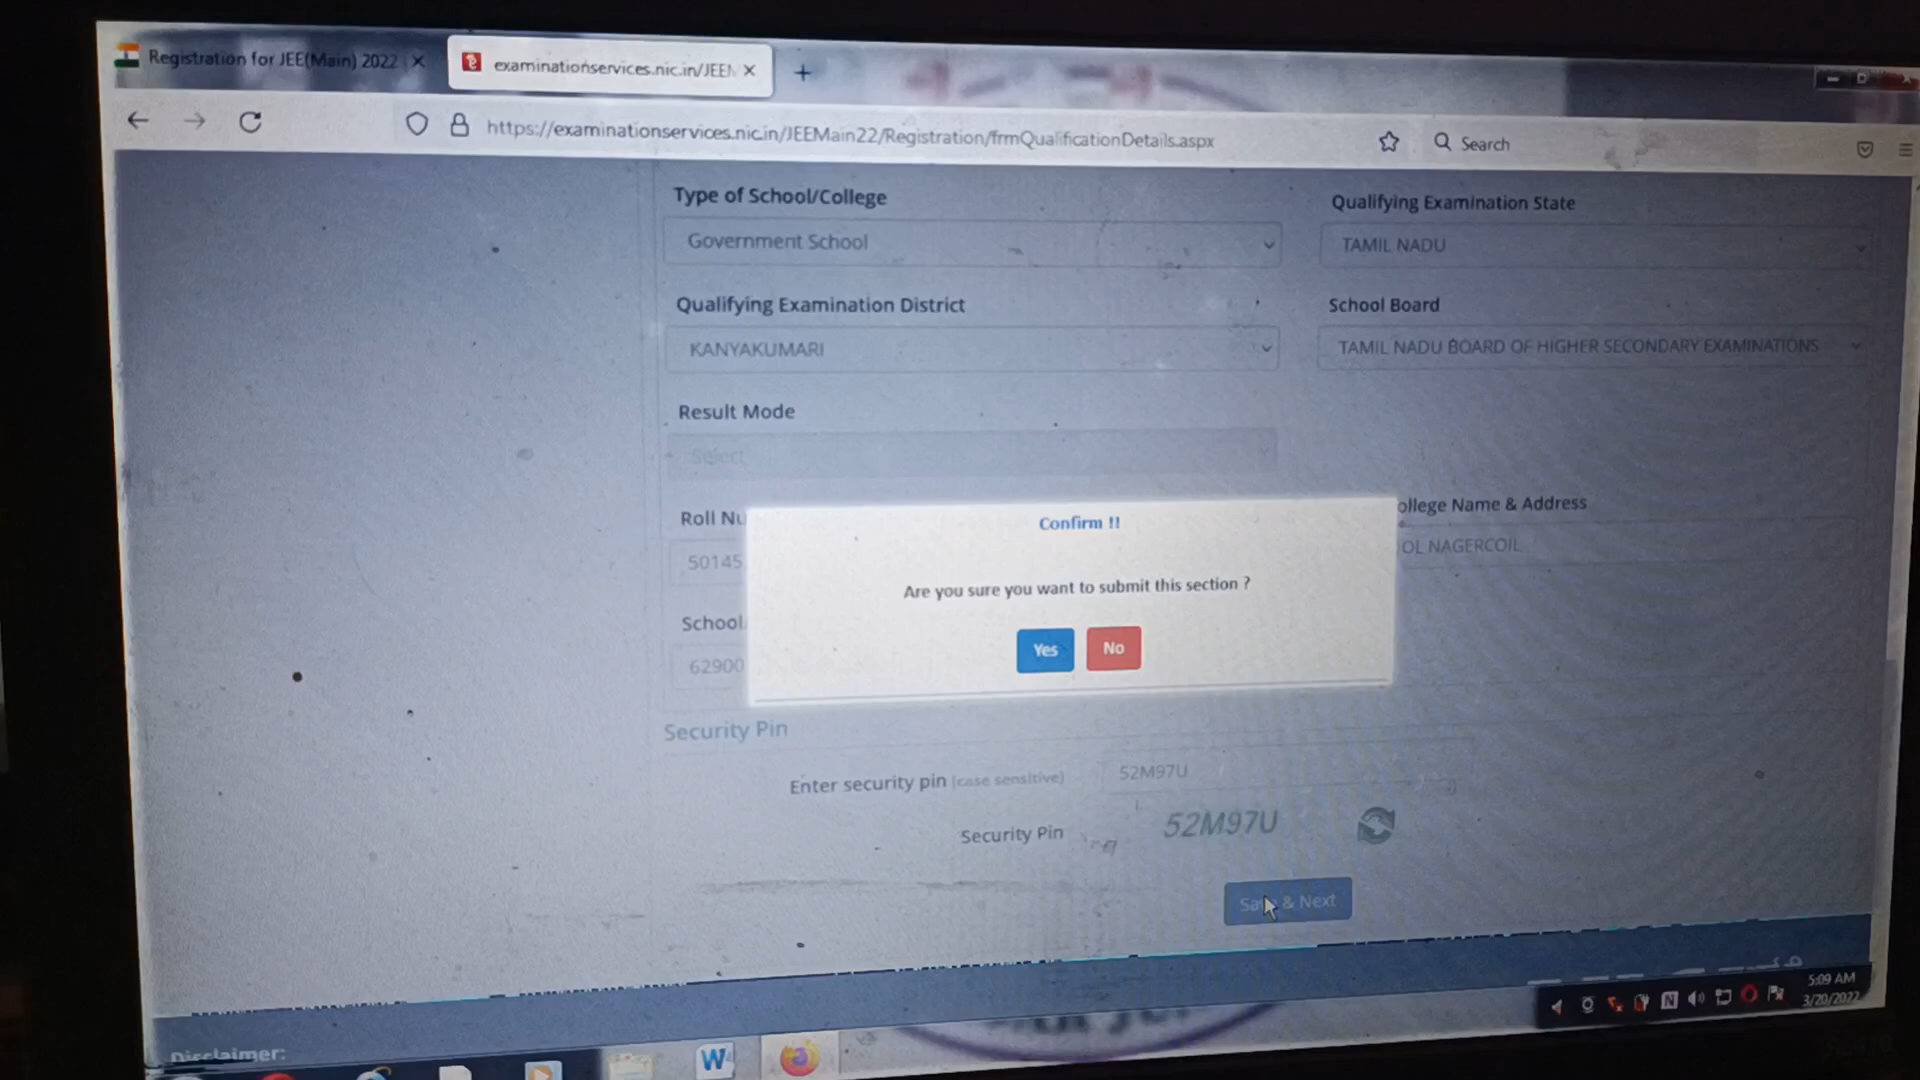 Registration for JEE(Main) 2022
examinationservices.nic.in/JEEM
https://examinationservices.nic.in/JEEMain22/Registration/frmQualificationDetails.aspx
Search
Type of School/College
Qualifying Examination State
Government School
TAMIL NADU
Qualifying Examination District
School Board
KANYAKUMARI
TAMIL NADU BOARD OF HIGHER SECONDARY EXAMINATIONS
Result Mode
Select
Roll Nu
ollege Name & Address
50145
OL NAGERCOIL
Confirm !!
Are you sure you want to submit this section ?
Yes
No
School
62900
Security Pin
Enter security pin (case sensitive)
52M97U
Security Pin
52M97U
Save & Next
5:09 AM
3/20/2022
Disclaimer: